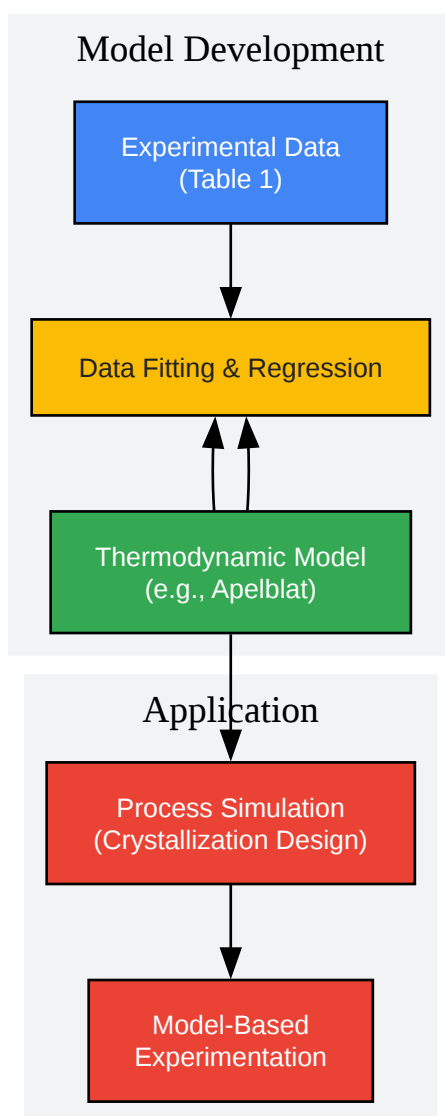 Model Development
Experimental Data
(Table 1)
Data Fitting & Regression
Thermodynamic Model
(e.g., Apelblat)
Application
Process Simulation
(Crystallization Design)
Model-Based
Experimentation